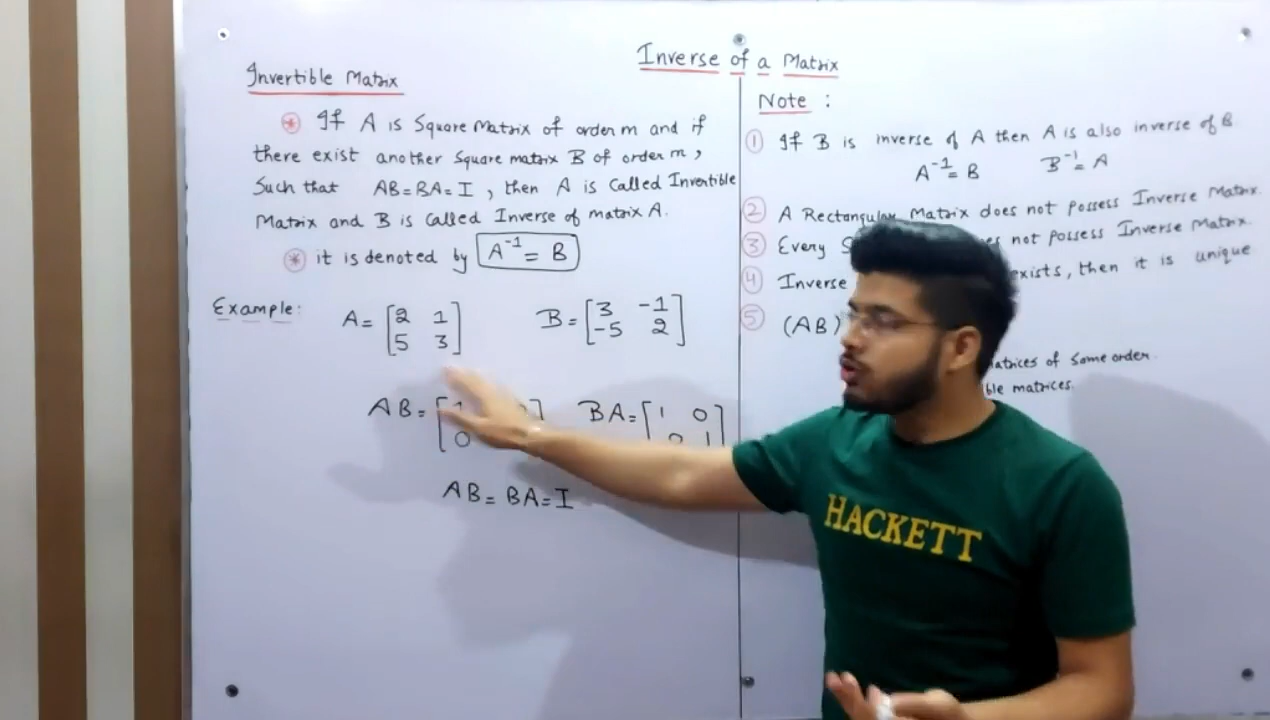 Inverse of a Matrix
Invertible Matrix
* If A is Square Matrix of order m and if
there exist another square matrix B of order m,
Such that AB=BA=I, then A is called Invertible
Matrix and B is called Inverse of matrix A.
* it is denoted by A⁻¹ = B
Example: A = [2 1 B = [3 -1
5 3] -5 2]
AB = [1 BA = [1 0
0 0 1]
AB = BA = I
Note :
1 If B is inverse of A then A is also inverse of B
A⁻¹ = B B⁻¹ = A
2 A Rectangular Matrix does not possess Inverse Matrix.
3 Every not possess Inverse Matrix.
4 Inverse exists, then it is unique
5 (AB)
matrices of same order.
matrices.
HACKETT